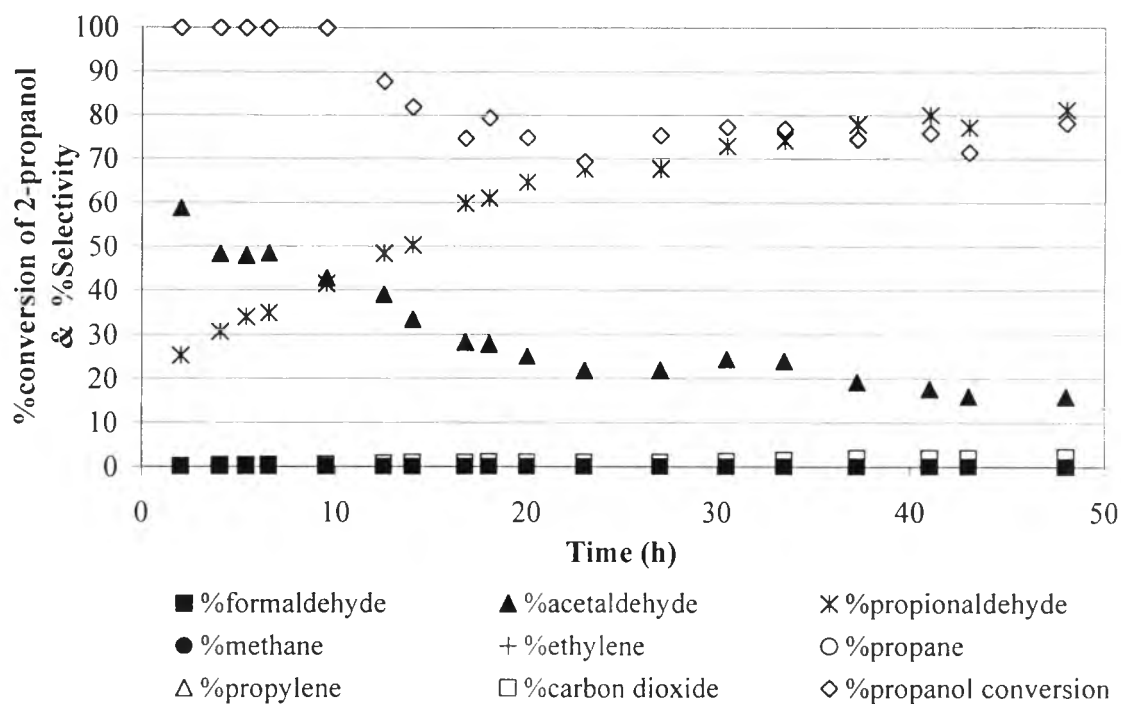 %conversion of 2-propanol
& %Selectivity
100
90
80
70
60
50
40
30
20
10
0
0
10
20
30
40
50
Time (h)
%formaldehyde
%acetaldehyde
%propionaldehyde
%methane
%ethylene
%propane
%propylene
%carbon dioxide
%propanol conversion